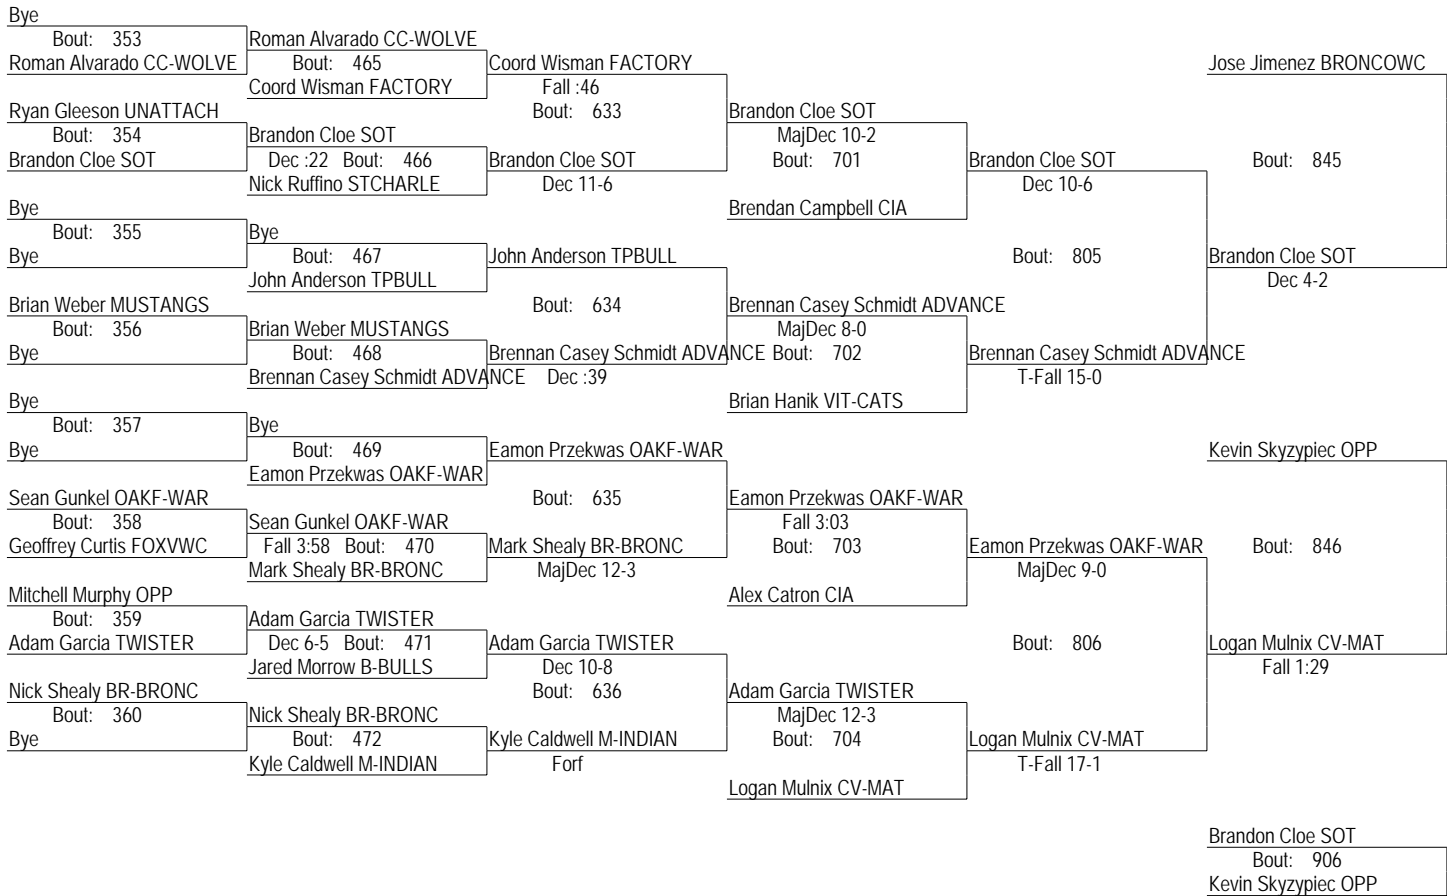 Bye
Bout: 353
Roman Alvarado CC-WOLVE
Ryan Gleeson UNATTACH
Bout: 354
Brandon Cloe SOT
Bye
Bout: 355
Bye
Brian Weber MUSTANGS
Bout: 356
Bye
Bye
Bout: 357
Bye
Sean Gunkel OAKF-WAR
Bout: 358
Geoffrey Curtis FOXVWC
Mitchell Murphy OPP
Bout: 359
Adam Garcia TWISTER
Nick Shealy BR-BRONC
Bout: 360
Bye
Roman Alvarado CC-WOLVE
Bout: 465
Coord Wisman FACTORY
Brandon Cloe SOT
Dec :22 Bout: 466
Nick Ruffino STCHARLE
Bye
Bout: 467
John Anderson TPBULL
Brian Weber MUSTANGS
Bout: 468
Brennan Casey Schmidt ADVANCE
Bye
Bout: 469
Eamon Przekwas OAKF-WAR
Sean Gunkel OAKF-WAR
Fall 3:58 Bout: 470
Mark Shealy BR-BRONC
Adam Garcia TWISTER
Dec 6-5 Bout: 471
Jared Morrow B-BULLS
Nick Shealy BR-BRONC
Bout: 472
Kyle Caldwell M-INDIAN
Coord Wisman FACTORY
Fall :46
Bout: 633
Brandon Cloe SOT
Dec 11-6
John Anderson TPBULL
Bout: 634
Brennan Casey Schmidt ADVANCE
Dec :39
Eamon Przekwas OAKF-WAR
Bout: 635
Mark Shealy BR-BRONC
MajDec 12-3
Adam Garcia TWISTER
Dec 10-8
Bout: 636
Kyle Caldwell M-INDIAN
Forf
Brandon Cloe SOT
MajDec 10-2
Bout: 701
Brendan Campbell CIA
Brennan Casey Schmidt ADVANCE
MajDec 8-0
Bout: 702
Brian Hanik VIT-CATS
Eamon Przekwas OAKF-WAR
Fall 3:03
Bout: 703
Alex Catron CIA
Adam Garcia TWISTER
MajDec 12-3
Bout: 704
Logan Mulnix CV-MAT
Brandon Cloe SOT
Dec 10-6
Bout: 805
Brennan Casey Schmidt ADVANCE
T-Fall 15-0
Eamon Przekwas OAKF-WAR
MajDec 9-0
Bout: 806
Logan Mulnix CV-MAT
T-Fall 17-1
Jose Jimenez BRONCOWC
Bout: 845
Brandon Cloe SOT
Dec 4-2
Kevin Skyzypiec OPP
Bout: 846
Logan Mulnix CV-MAT
Fall 1:29
Brandon Cloe SOT
Bout: 906
Kevin Skyzypiec OPP